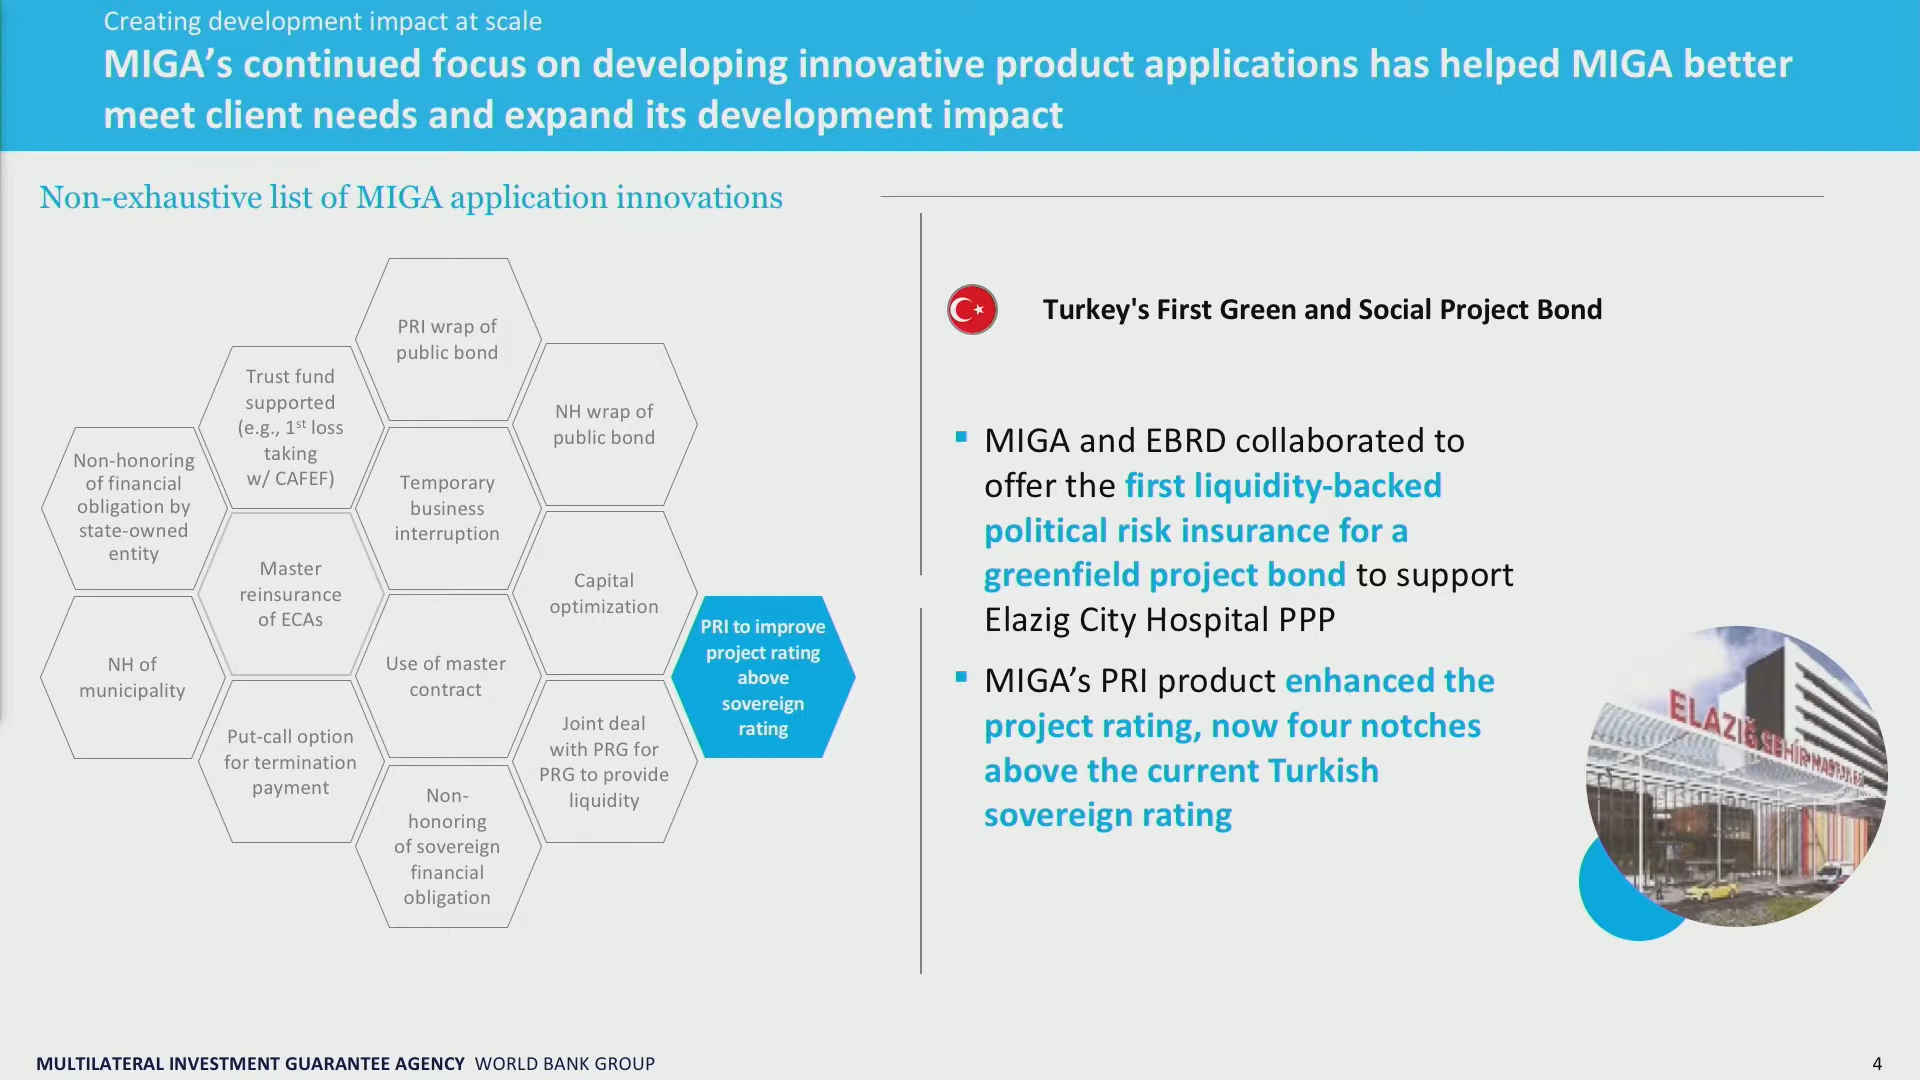 Creating development impact at scale
MIGA’s continued focus on developing innovative product applications has helped MIGA better
meet client needs and expand its development impact
Non-exhaustive list of MIGA application innovations
PRI wrap of
public bond
Trust fund
supported
(e.g., 1st loss
taking
w/ CAFEF)
NH wrap of
public bond
Non-honoring
of financial
obligation by
state-owned
entity
Temporary
business
interruption
Master
reinsurance
of ECAs
Capital
optimization
NH of
municipality
Use of master
contract
PRI to improve
project rating
above
sovereign
rating
Put-call option
for termination
payment
Joint deal
with PRG for
PRG to provide
liquidity
Non-
honoring
of sovereign
financial
obligation
Turkey's First Green and Social Project Bond
▪ MIGA and EBRD collaborated to
offer the first liquidity-backed
political risk insurance for a
greenfield project bond to support
Elazig City Hospital PPP
▪ MIGA’s PRI product enhanced the
project rating, now four notches
above the current Turkish
sovereign rating
ELAZIĞ ŞEHİR HASTANESİ
MULTILATERAL INVESTMENT GUARANTEE AGENCY WORLD BANK GROUP
4